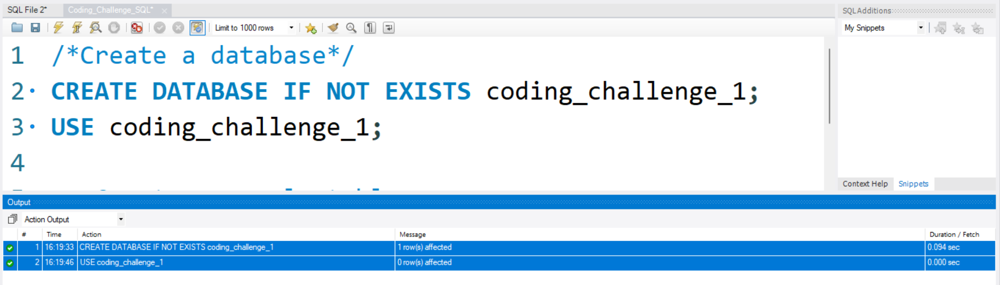 SQL File 2*
Coding_Challenge_SQL* ×
SQLAdditions
Limit to 1000 rows
My Snippets
1 /*Create a database*/
2 CREATE DATABASE IF NOT EXISTS coding_challenge_1;
3 USE coding_challenge_1;
4
Context Help Snippets
Output
Action Output
# Time Action Message Duration / Fetch
1 16:19:33 CREATE DATABASE IF NOT EXISTS coding_challenge_1 1 row(s) affected 0.094 sec
2 16:19:46 USE coding_challenge_1 0 row(s) affected 0.000 sec